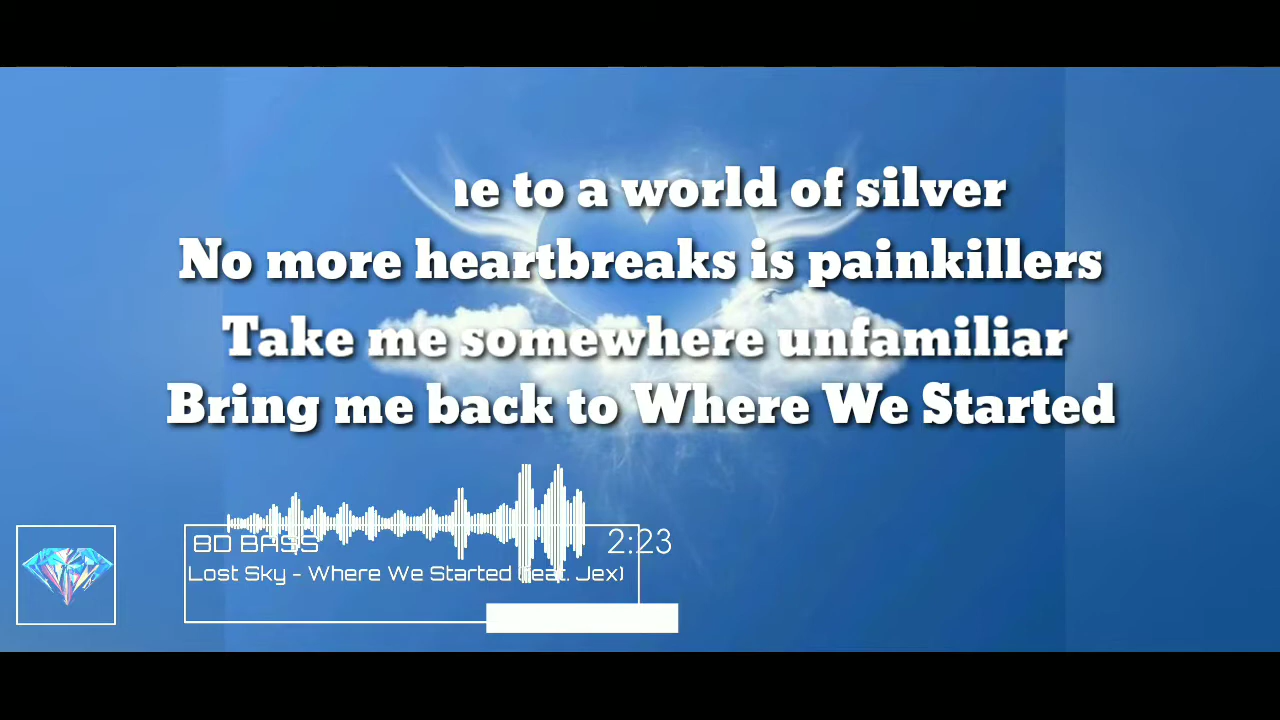 to a world of silver
No more heartbreaks is painkillers
Take me somewhere unfamiliar
Bring me back to Where We Started
8D BASS
2:23
Lost Sky - Where We Started (feat. Jex)